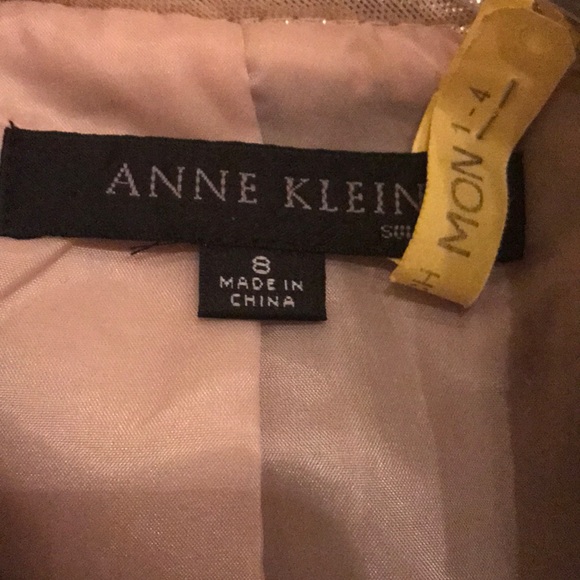 ANNE KLEIN
8
MADE IN
CHINA
MON 1-4